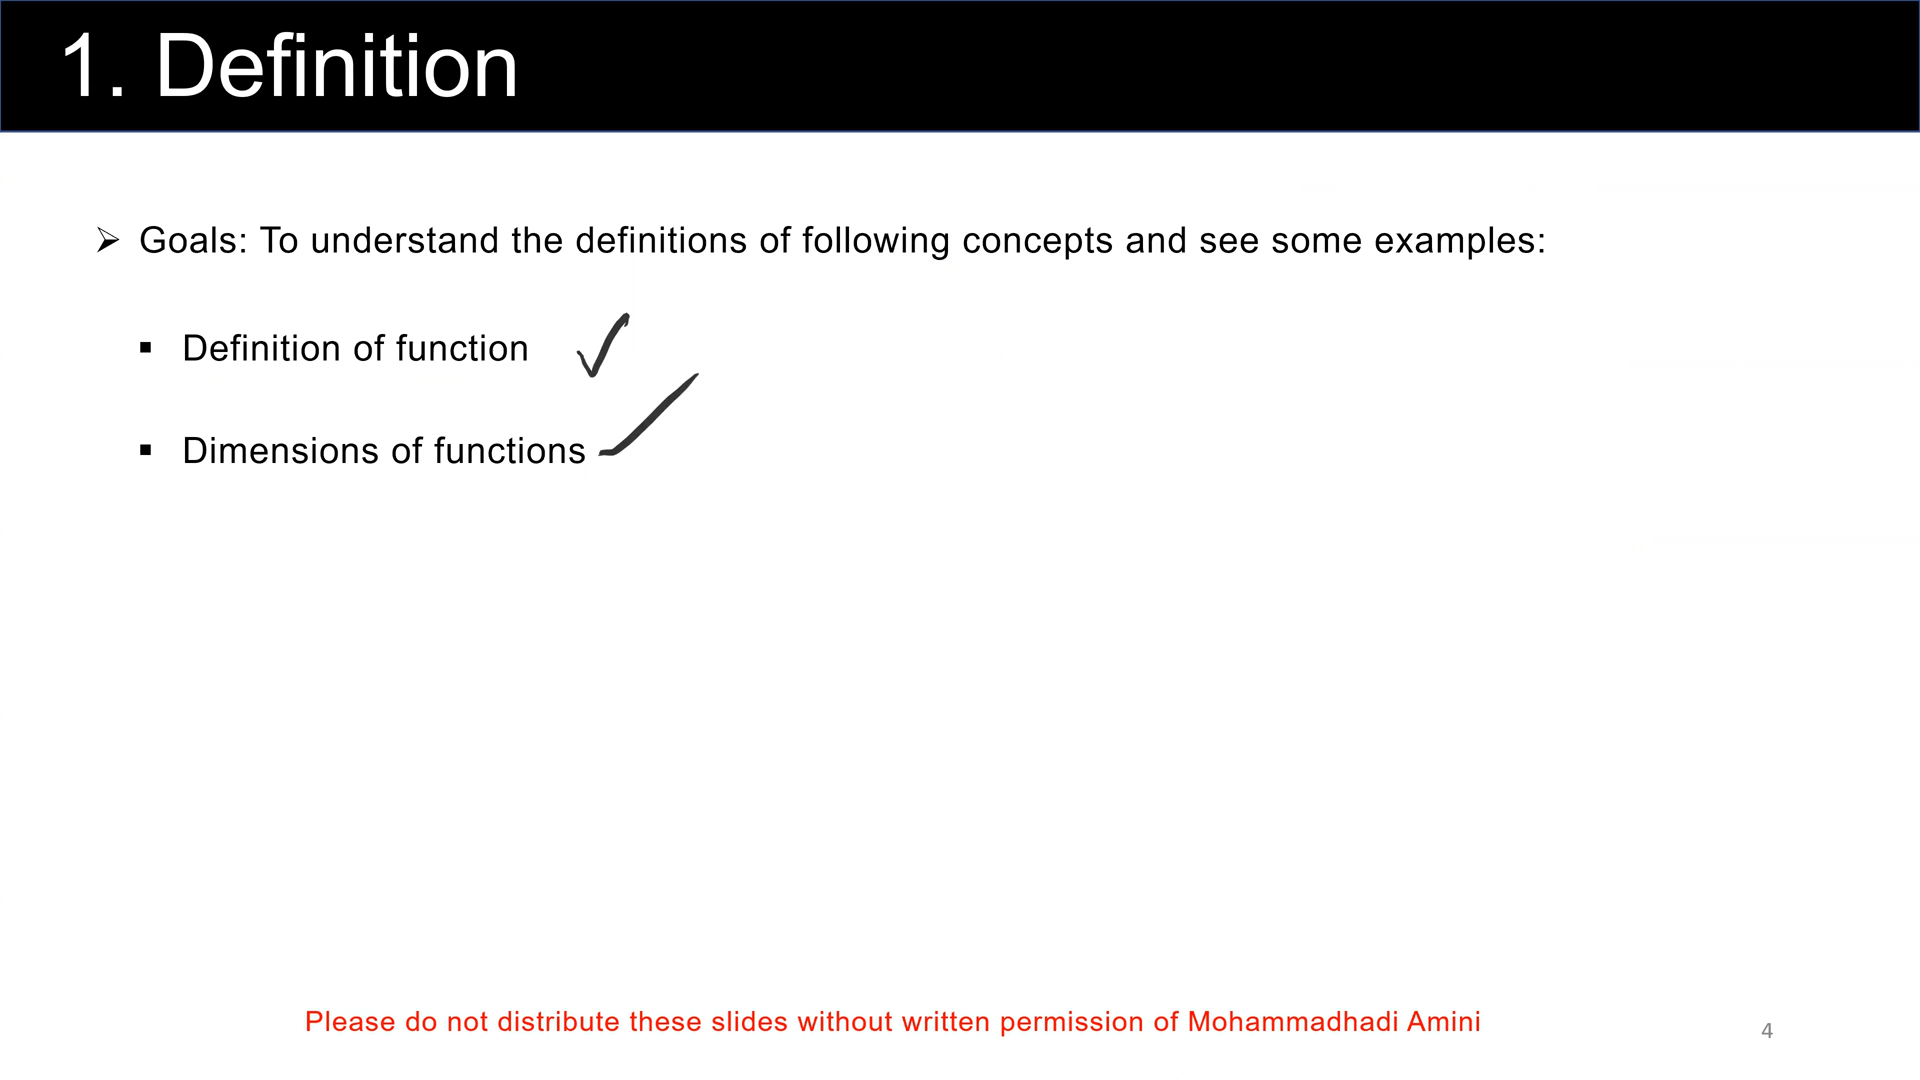 1. Definition
➢ Goals: To understand the definitions of following concepts and see some examples:
▪ Definition of function
▪ Dimensions of functions
Please do not distribute these slides without written permission of Mohammadhadi Amini
4